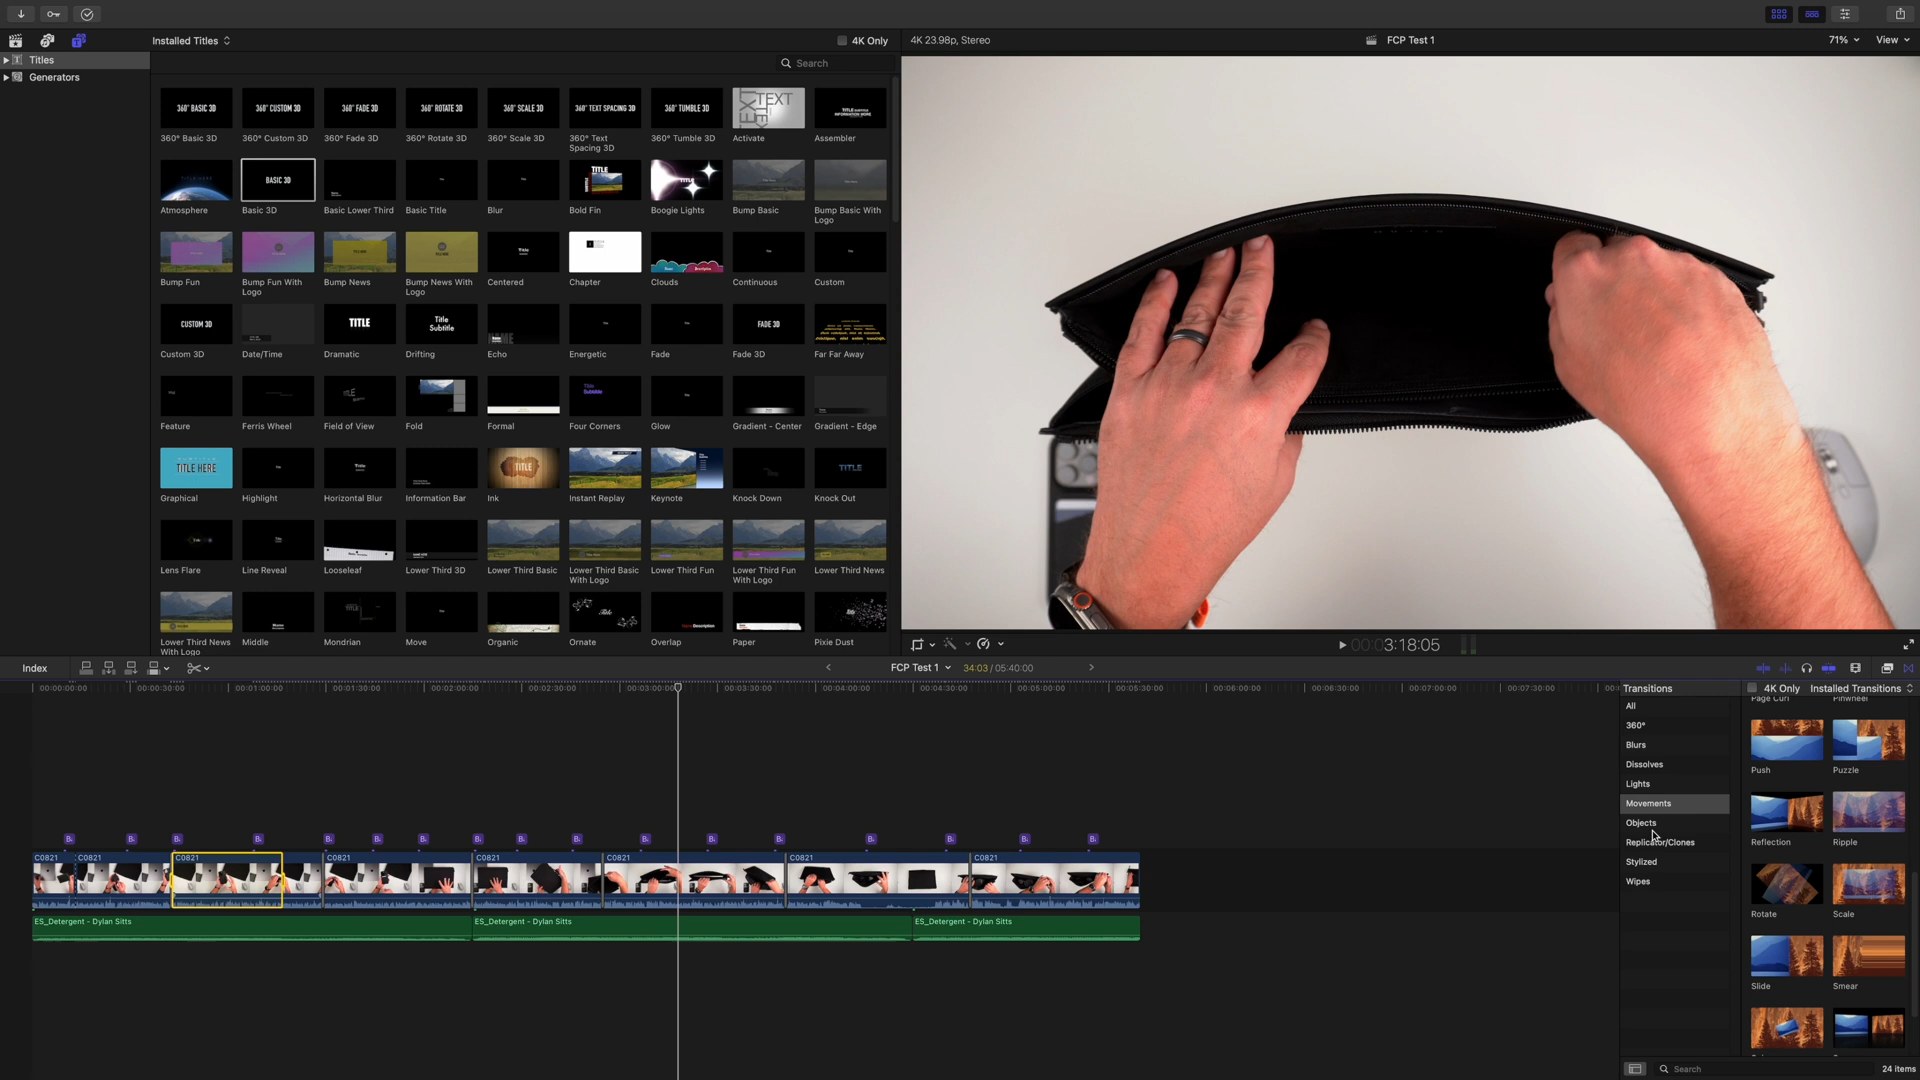 Installed Titles
4K Only
4K 23.98p, Stereo
FCP Test 1
71%
View
Titles
Generators
Search
360° BASIC 3D
360° CUSTOM 3D
360° FADE 3D
360° ROTATE 3D
360° SCALE 3D
360° TEXT SPACING 3D
360° TUMBLE 3D
TEXT
360° Basic 3D
360° Custom 3D
360° Fade 3D
360° Rotate 3D
360° Scale 3D
360° Text Spacing 3D
360° Tumble 3D
Activate
Assembler
BASIC 3D
TITLE
Atmosphere
Basic 3D
Basic Lower Third
Basic Title
Blur
Bold Fin
Boogie Lights
Bump Basic
Bump Basic With Logo
Bump Fun
Bump Fun With Logo
Bump News
Bump News With Logo
Centered
Chapter
Clouds
Continuous
Custom
CUSTOM 3D
TITLE
Title Subtitle
FADE 3D
Custom 3D
Date/Time
Dramatic
Drifting
Echo
Energetic
Fade
Fade 3D
Far Far Away
Title Subtitle
Feature
Ferris Wheel
Field of View
Fold
Formal
Four Corners
Glow
Gradient - Center
Gradient - Edge
TITLE HERE
TITLE
TITLE
Graphical
Highlight
Horizontal Blur
Information Bar
Ink
Instant Replay
Keynote
Knock Down
Knock Out
Lens Flare
Line Reveal
Looseleaf
Lower Third 3D
Lower Third Basic
Lower Third Basic With Logo
Lower Third Fun
Lower Third Fun With Logo
Lower Third News
Lower Third News With Logo
Middle
Mondrian
Move
Organic
Ornate
Overlap
Paper
Pixie Dust
00:00:03:18:05
Index
FCP Test 1
34:03 / 05:40:00
00:00:00:00
00:00:30:00
00:01:00:00
00:01:30:00
00:02:00:00
00:02:30:00
00:03:00:00
00:03:30:00
00:04:00:00
00:04:30:00
00:05:00:00
00:05:30:00
00:06:00:00
00:06:30:00
00:07:00:00
00:07:30:00
C0821
C0821
C0821
C0821
C0821
C0821
C0821
C0821
ES_Detergent - Dylan Sitts
ES_Detergent - Dylan Sitts
ES_Detergent - Dylan Sitts
Transitions
4K Only
Installed Transitions
All
360°
Blurs
Dissolves
Lights
Movements
Objects
Replicator/Clones
Stylized
Wipes
Page Curl
Pinwheel
Push
Puzzle
Reflection
Ripple
Rotate
Scale
Slide
Smear
Search
24 items